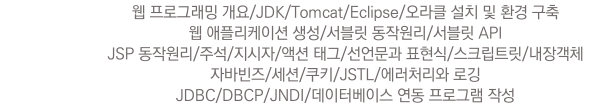 웹 프로그래밍 개요/JDK/Tomcat/Eclipse/오라클 설치 및 환경 구축
웹 애플리케이션 생성/서블릿 동작원리/서블릿 API
JSP 동작원리/주석/지시자/액션 태그/선언문과 표현식/스크립트릿/내장객체
자바빈즈/세션/쿠키/JSTL/에러처리와 로깅
JDBC/DBCP/JNDI/데이터베이스 연동 프로그램 작성